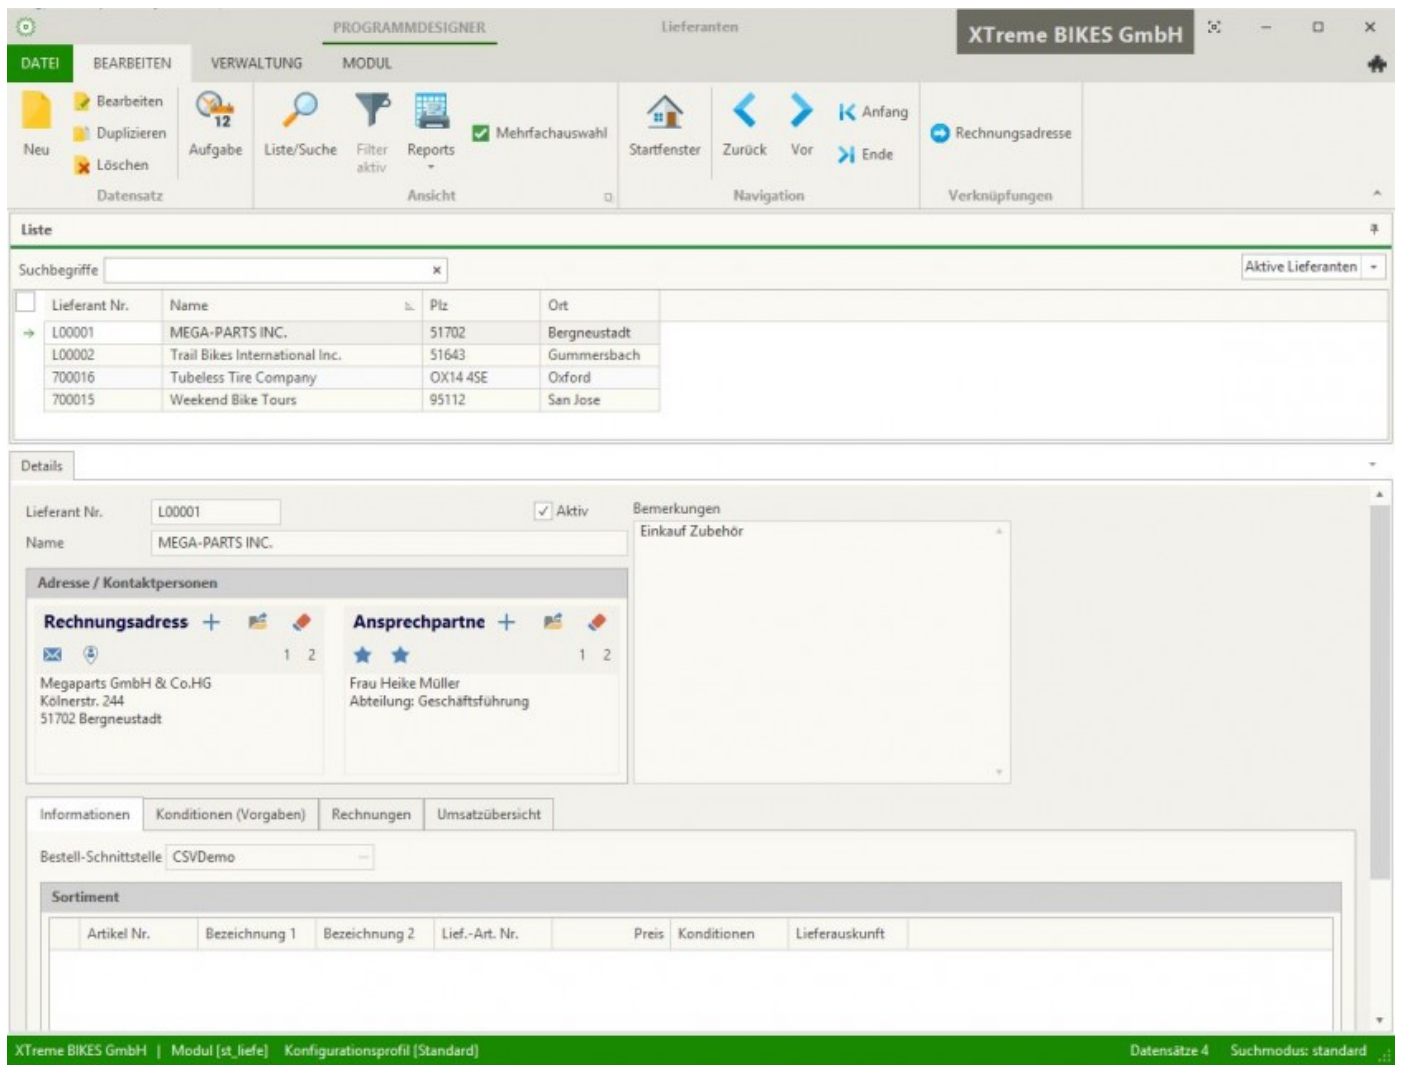 PROGRAMMDESIGNER Lieferanten XTreme BIKES GmbH
DATEI BEARBEITEN VERWALTUNG MODUL
Neu
Bearbeiten
Duplizieren
Löschen
Datensatz
12
Aufgabe
Liste/Suche
Filter aktiv
Reports
Mehrfachauswahl
Ansicht
Startfenster
Zurück
Vor
Anfang
Ende
Navigation
Rechnungsadresse
Verknüpfungen
Liste
Suchbegriffe Aktive Lieferanten
Lieferant Nr. Name Plz Ort
L00001 MEGA-PARTS INC. 51702 Bergneustadt
L00002 Trail Bikes International Inc. 51643 Gummersbach
700016 Tubeless Tire Company OX14 4SE Oxford
700015 Weekend Bike Tours 95112 San Jose
Details
Lieferant Nr. L00001 Aktiv
Name MEGA-PARTS INC.
Bemerkungen
Einkauf Zubehör
Adresse / Kontaktpersonen
Rechnungsadress
1 2
Megaparts GmbH & Co.HG
Kölnerstr. 244
51702 Bergneustadt
Ansprechpartne
1 2
Frau Heike Müller
Abteilung: Geschäftsführung
Informationen Konditionen (Vorgaben) Rechnungen Umsatzübersicht
Bestell-Schnittstelle CSVDemo
Sortiment
Artikel Nr. Bezeichnung 1 Bezeichnung 2 Lief.-Art. Nr. Preis Konditionen Lieferauskunft
XTreme BIKES GmbH | Modul [st_liefe] Konfigurationsprofil [Standard] Datensätze 4 Suchmodus: standard